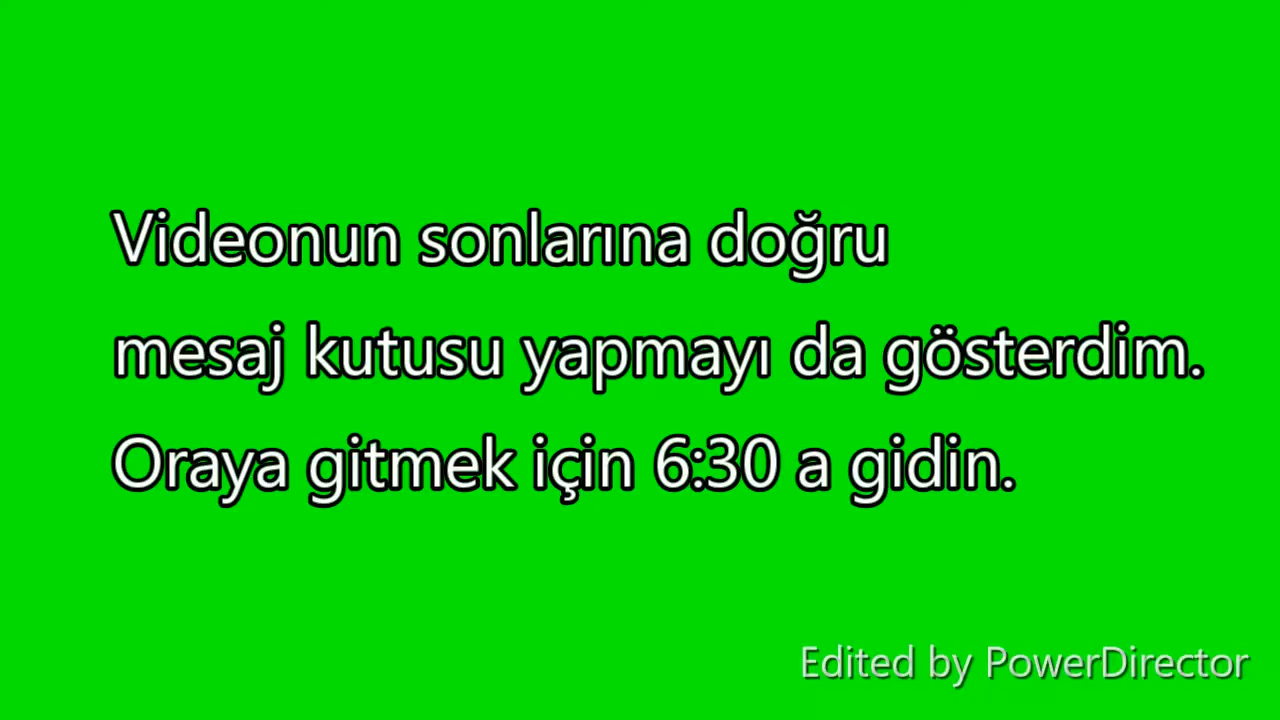 Videonun sonlarına doğru
mesaj kutusu yapmayı da gösterdim.
Oraya gitmek için 6:30 a gidin.
Edited by PowerDirector